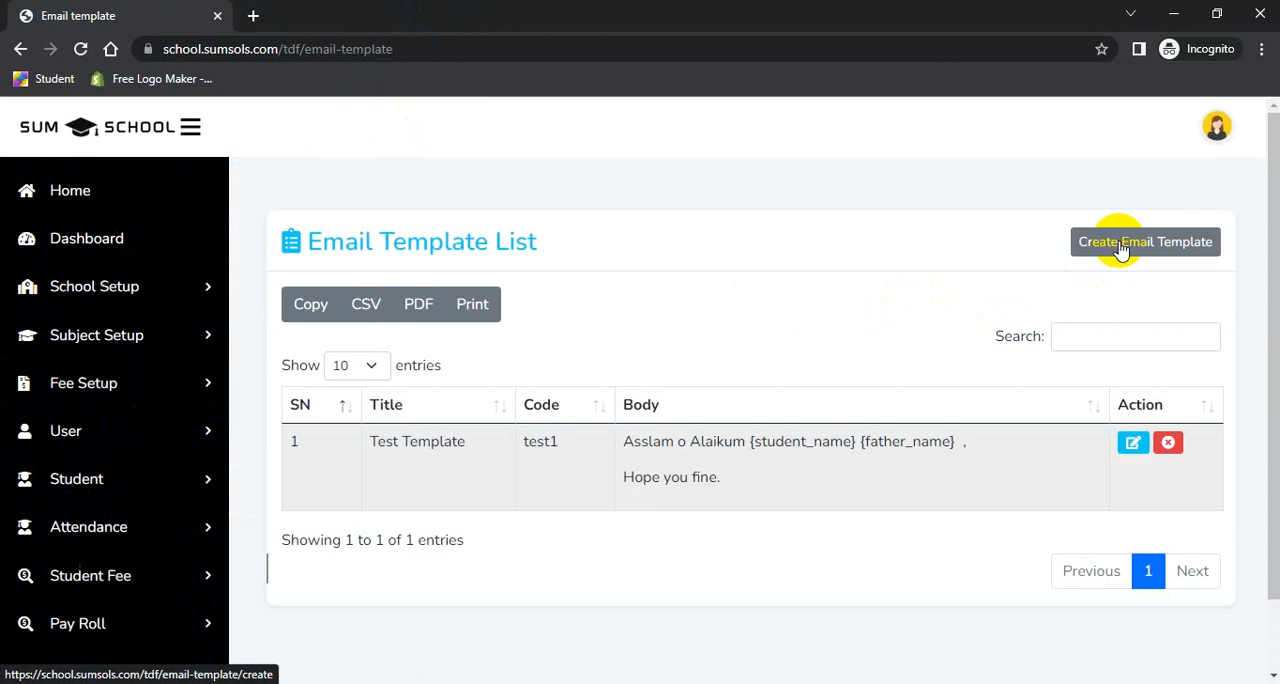 Email template
school.sumsols.com/tdf/email-template
Incognito
Student
Free Logo Maker -...
SUM SCHOOL
Home
Dashboard
School Setup
Subject Setup
Fee Setup
User
Student
Attendance
Student Fee
Pay Roll
Email Template List
Create Email Template
Copy CSV PDF Print
Search:
Show 10 entries
SN Title Code Body Action
1 Test Template test1 Asslam o Alaikum {student_name} {father_name} ,
Hope you fine.
Showing 1 to 1 of 1 entries
Previous 1 Next
https://school.sumsols.com/tdf/email-template/create